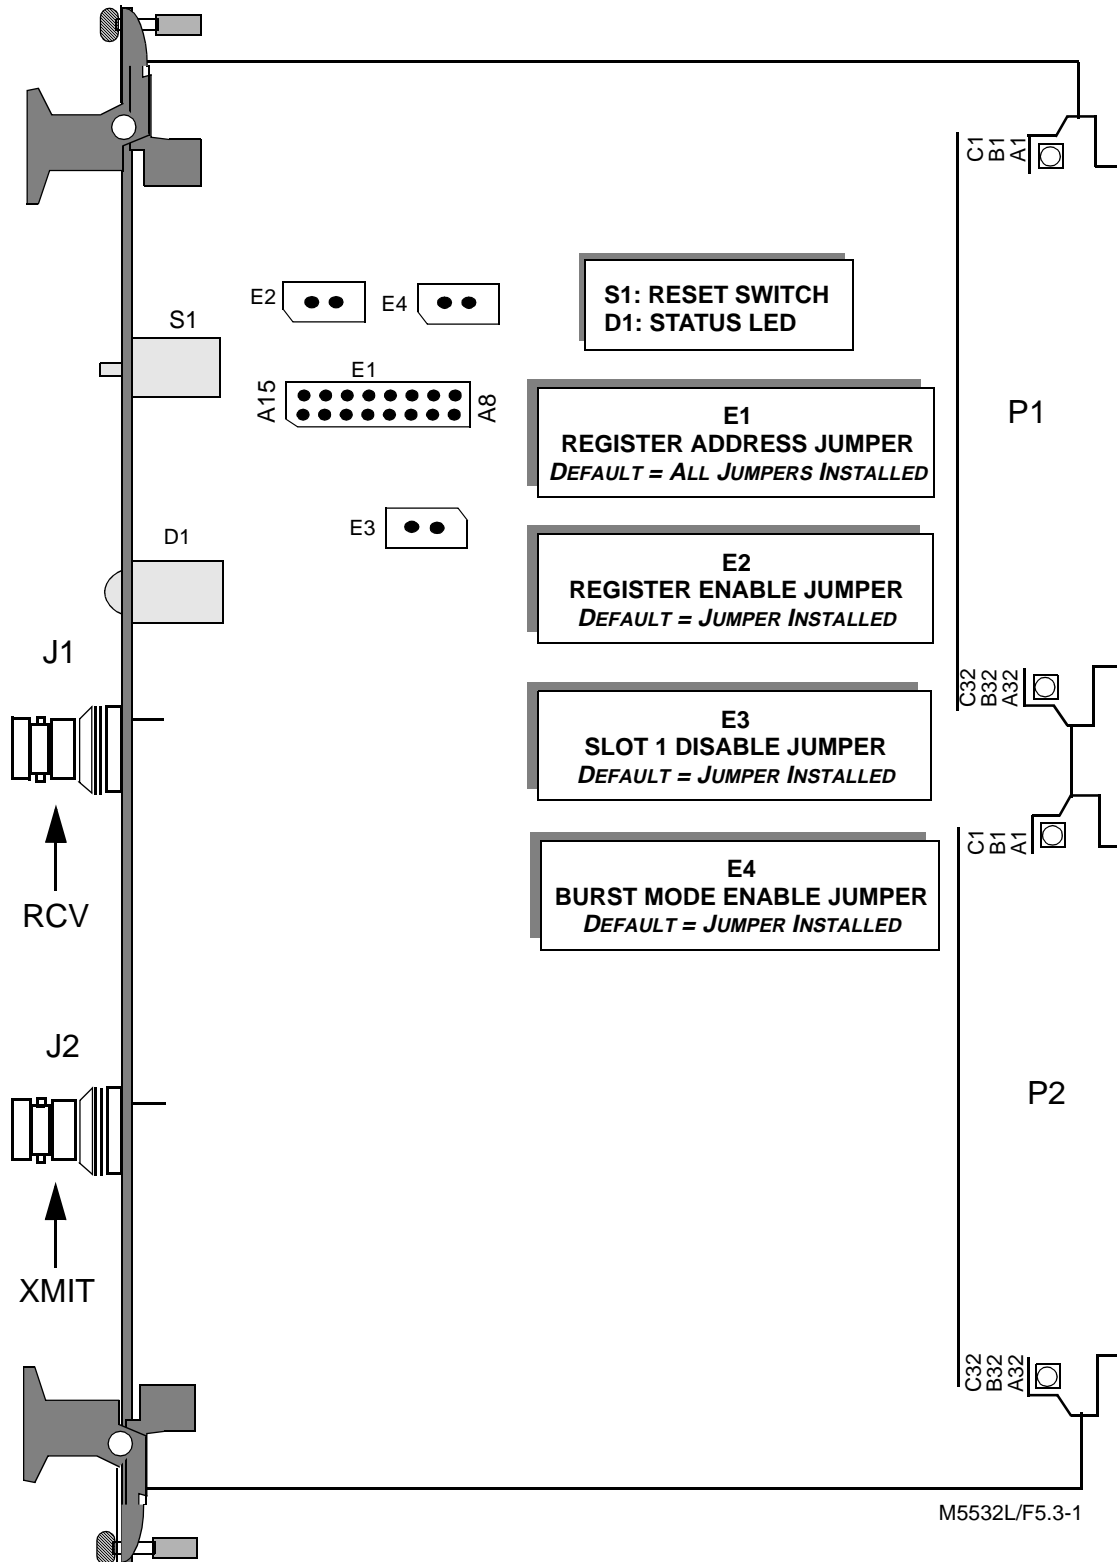 C1
B1
A1
E2
E4
S1: RESET SWITCH
D1: STATUS LED
S1
E1
A15
A8
E1
REGISTER ADDRESS JUMPER
DEFAULT = ALL JUMPERS INSTALLED
P1
E3
D1
E2
REGISTER ENABLE JUMPER
DEFAULT = JUMPER INSTALLED
J1
C32
B32
A32
E3
SLOT 1 DISABLE JUMPER
DEFAULT = JUMPER INSTALLED
C1
B1
A1
RCV
E4
BURST MODE ENABLE JUMPER
DEFAULT = JUMPER INSTALLED
J2
P2
XMIT
C32
B32
A32
M5532L/F5.3-1